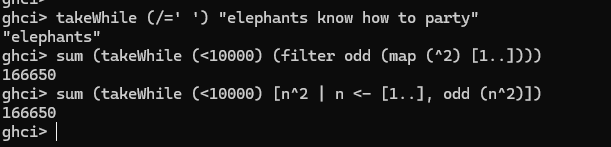 ghci>
ghci> takeWhile (/=' ') "elephants know how to party"
"elephants"
ghci> sum (takeWhile (<10000) (filter odd (map (^2) [1..])))
166650
ghci> sum (takeWhile (<10000) [n^2 | n <- [1..], odd (n^2)])
166650
ghci>